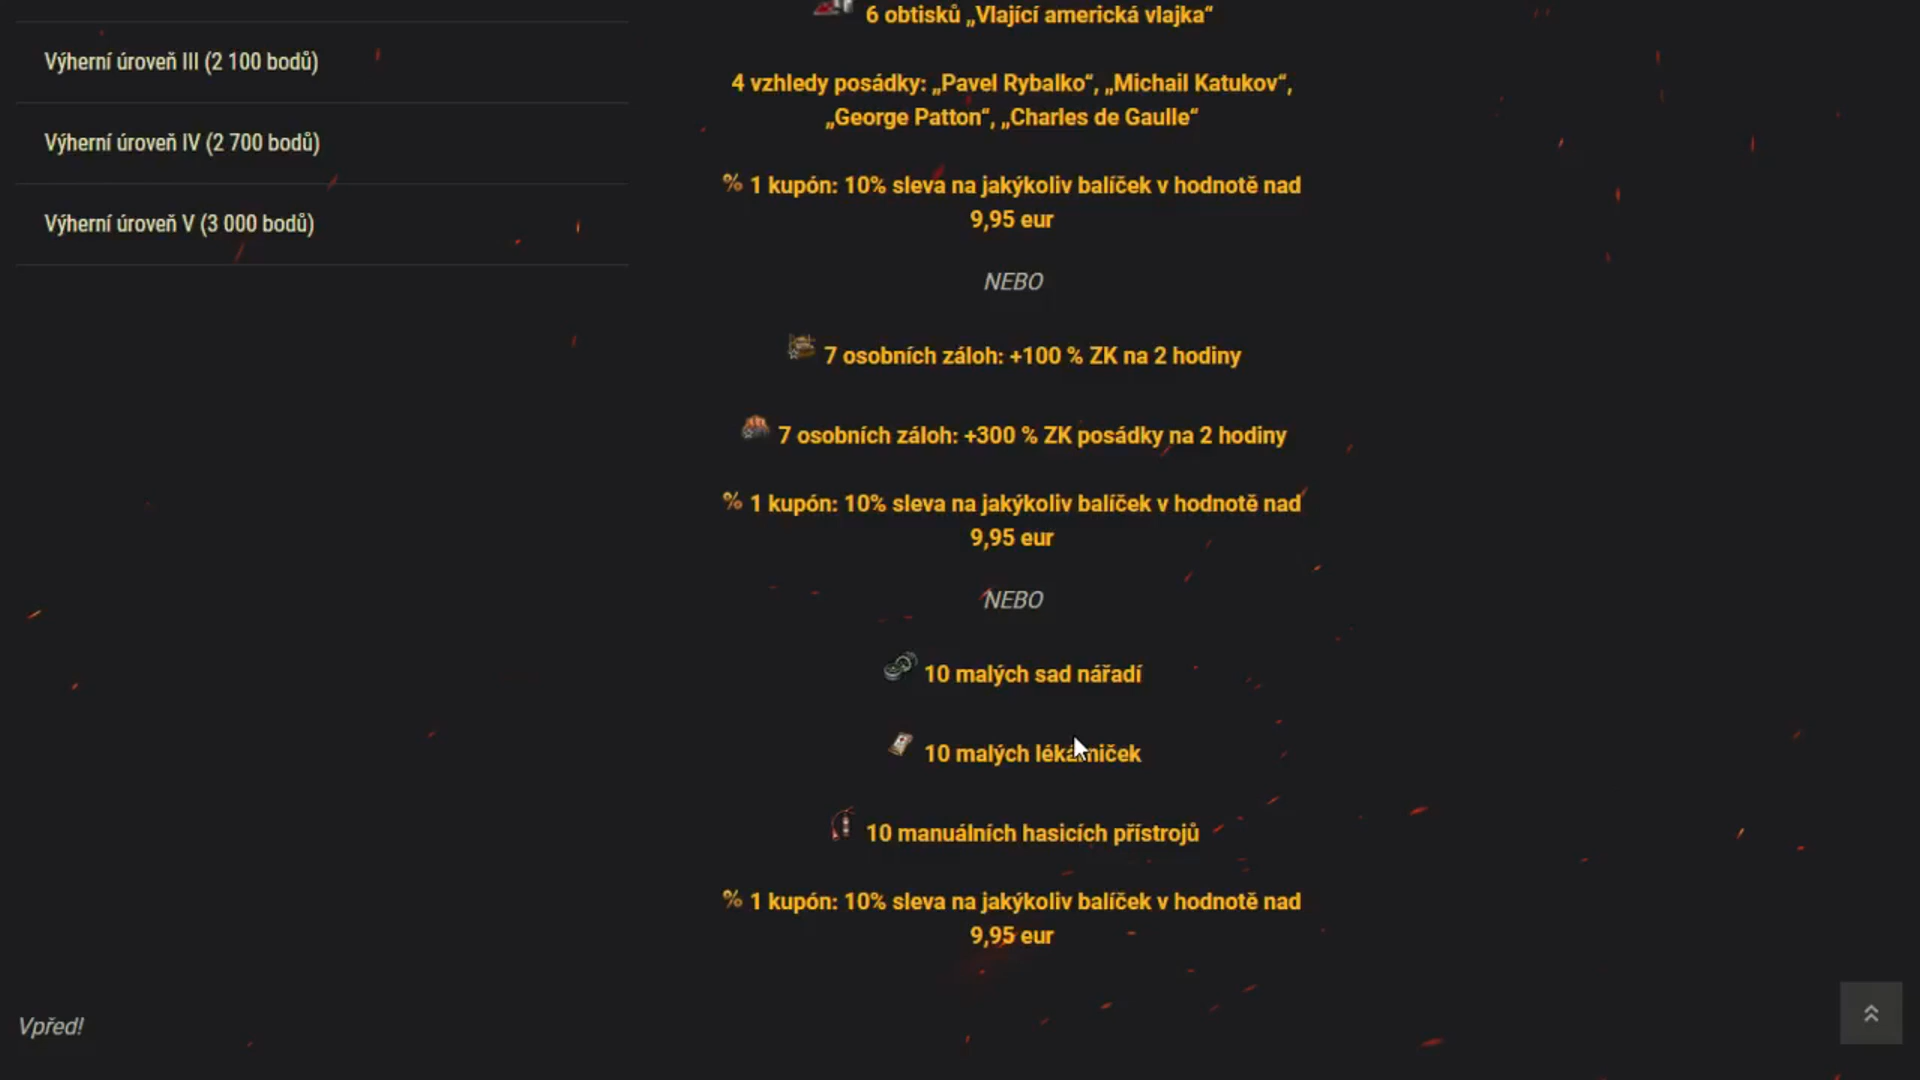 Výherní úroveň III (2 100 bodů)
Výherní úroveň IV (2 700 bodů)
Výherní úroveň V (3 000 bodů)
6 obtisků „Vlající americká vlajka“
4 vzhledy posádky: „Pavel Rybalko“, „Michail Katukov“,
„George Patton“, „Charles de Gaulle“
% 1 kupón: 10% sleva na jakýkoliv balíček v hodnotě nad
9,95 eur
NEBO
7 osobních záloh: +100 % ZK na 2 hodiny
7 osobních záloh: +300 % ZK posádky na 2 hodiny
% 1 kupón: 10% sleva na jakýkoliv balíček v hodnotě nad
9,95 eur
NEBO
10 malých sad nářadí
10 malých lékárniček
10 manuálních hasicích přístrojů
% 1 kupón: 10% sleva na jakýkoliv balíček v hodnotě nad
9,95 eur
Vpřed!